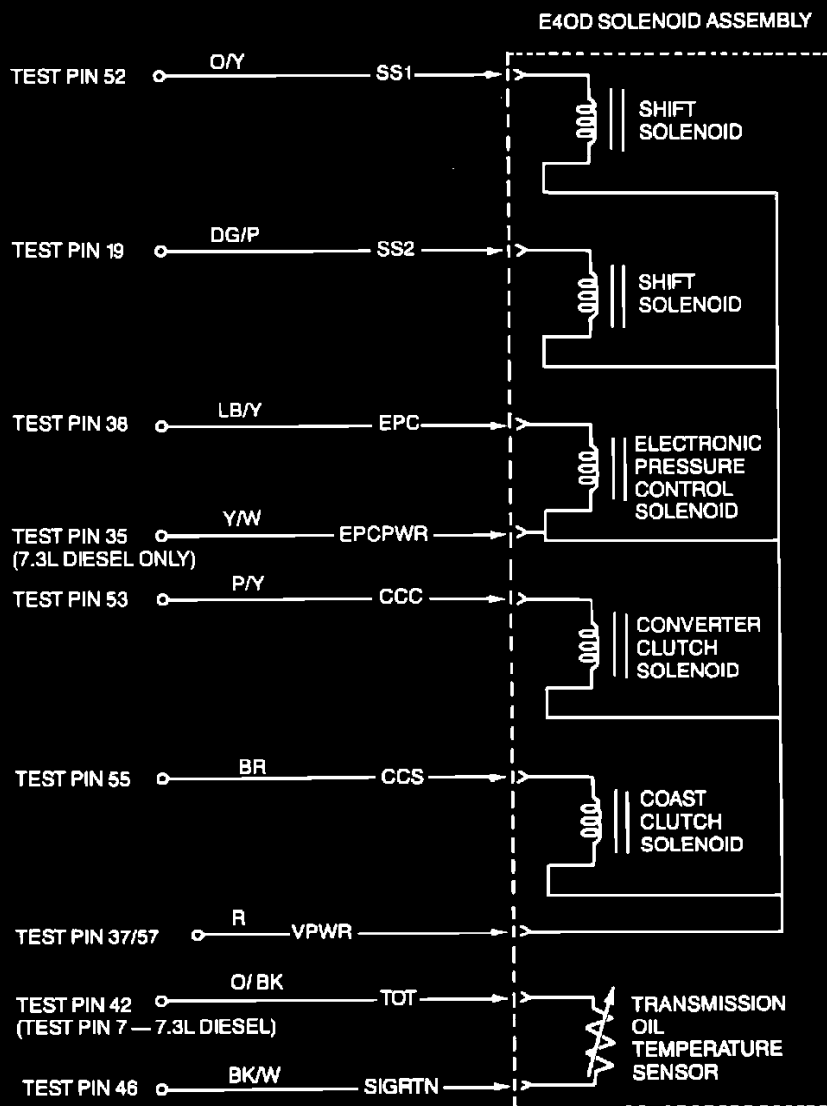 E4OD SOLENOID ASSEMBLY
TEST PIN 52 O/Y SS1
SHIFT
SOLENOID
TEST PIN 19 DG/P SS2
SHIFT
SOLENOID
TEST PIN 38 LB/Y EPC
ELECTRONIC
PRESSURE
CONTROL
SOLENOID
TEST PIN 35 Y/W EPCPWR
(7.3L DIESEL ONLY)
TEST PIN 53 P/Y CCC
CONVERTER
CLUTCH
SOLENOID
TEST PIN 55 BR CCS
COAST
CLUTCH
SOLENOID
TEST PIN 37/57 R VPWR
TEST PIN 42 O/BK TOT
(TEST PIN 7 — 7.3L DIESEL)
TRANSMISSION
OIL
TEMPERATURE
SENSOR
TEST PIN 46 BK/W SIGRTN